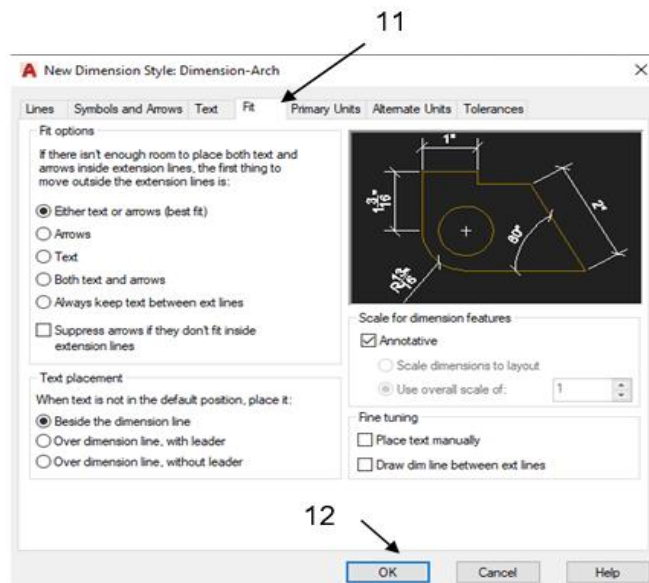 11
New Dimension Style: Dimension-Arch
Lines Symbols and Arrows Text Fit Primary Units Alternate Units Tolerances
Fit options
If there isn't enough room to place both text and
arrows inside extension lines, the first thing to
move outside the extension lines is:
Either text or arrows (best fit)
Arrows
Text
Both text and arrows
Always keep text between ext lines
Suppress arrows if they don't fit inside
extension lines
Text placement
When text is not in the default position, place it:
Beside the dimension line
Over dimension line, with leader
Over dimension line, without leader
1"
1 3/16"
2"
60°
R13/16"
Scale for dimension features
Annotative
Scale dimensions to layout
Use overall scale of: 1
Fine tuning
Place text manually
Draw dim line between ext lines
12
OK Cancel Help